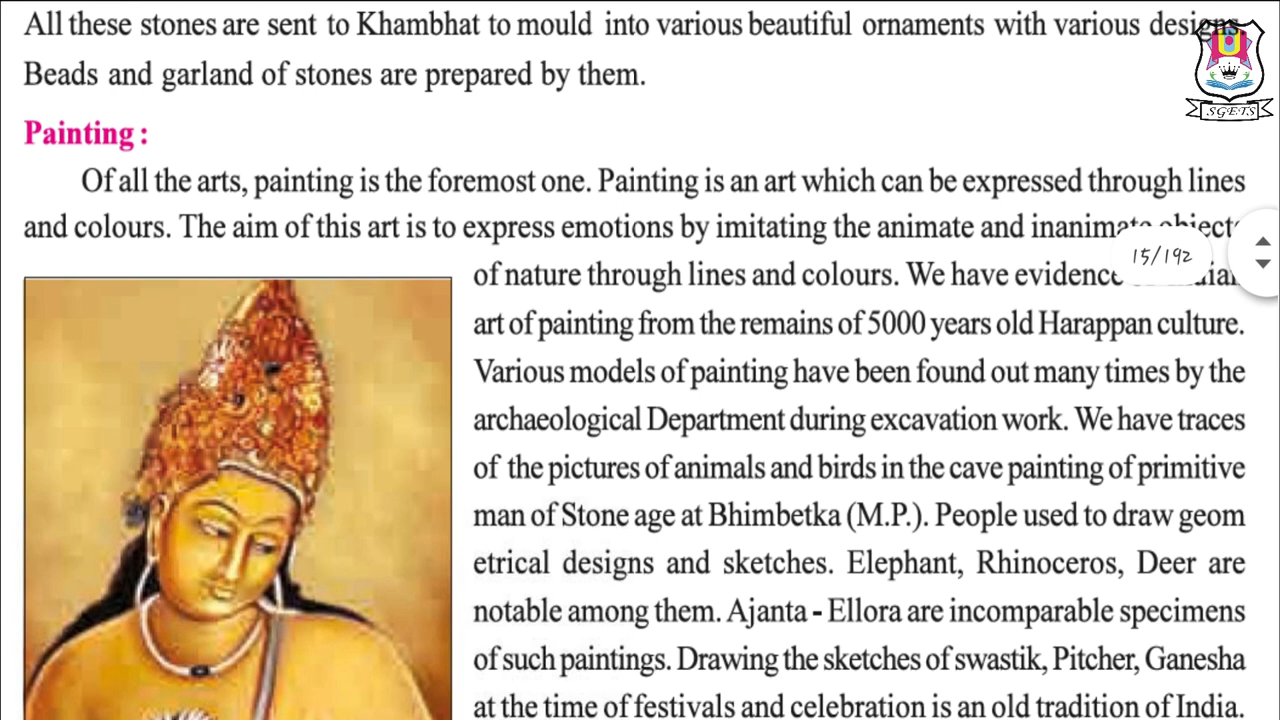 All these stones are sent to Khambhat to mould into various beautiful ornaments with various designs.
Beads and garland of stones are prepared by them.
SGETS
Painting :
Of all the arts, painting is the foremost one. Painting is an art which can be expressed through lines
and colours. The aim of this art is to express emotions by imitating the animate and inanimate objects
15/192
of nature through lines and colours. We have evidence
art of painting from the remains of 5000 years old Harappan culture.
Various models of painting have been found out many times by the
archaeological Department during excavation work. We have traces
of the pictures of animals and birds in the cave painting of primitive
man of Stone age at Bhimbetka (M.P.). People used to draw geom
etrical designs and sketches. Elephant, Rhinoceros, Deer are
notable among them. Ajanta - Ellora are incomparable specimens
of such paintings. Drawing the sketches of swastik, Pitcher, Ganesha
at the time of festivals and celebration is an old tradition of India.